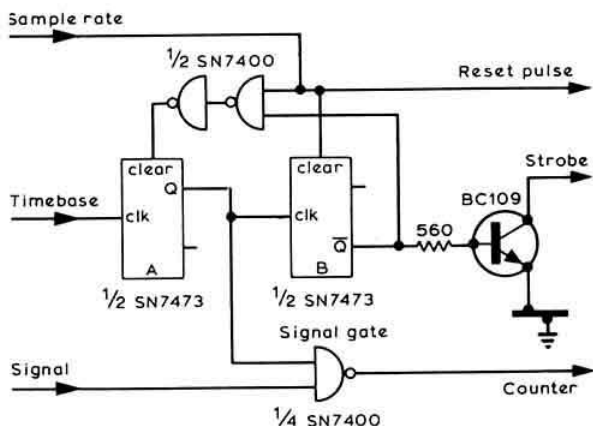 Sample rate
½ SN7400
Reset pulse
clear
Q
Timebase
clk
A
½ SN7473
clear
clk
Q̅
B
½ SN7473
560
BC109
Strobe
Signal gate
Signal
¼ SN7400
Counter